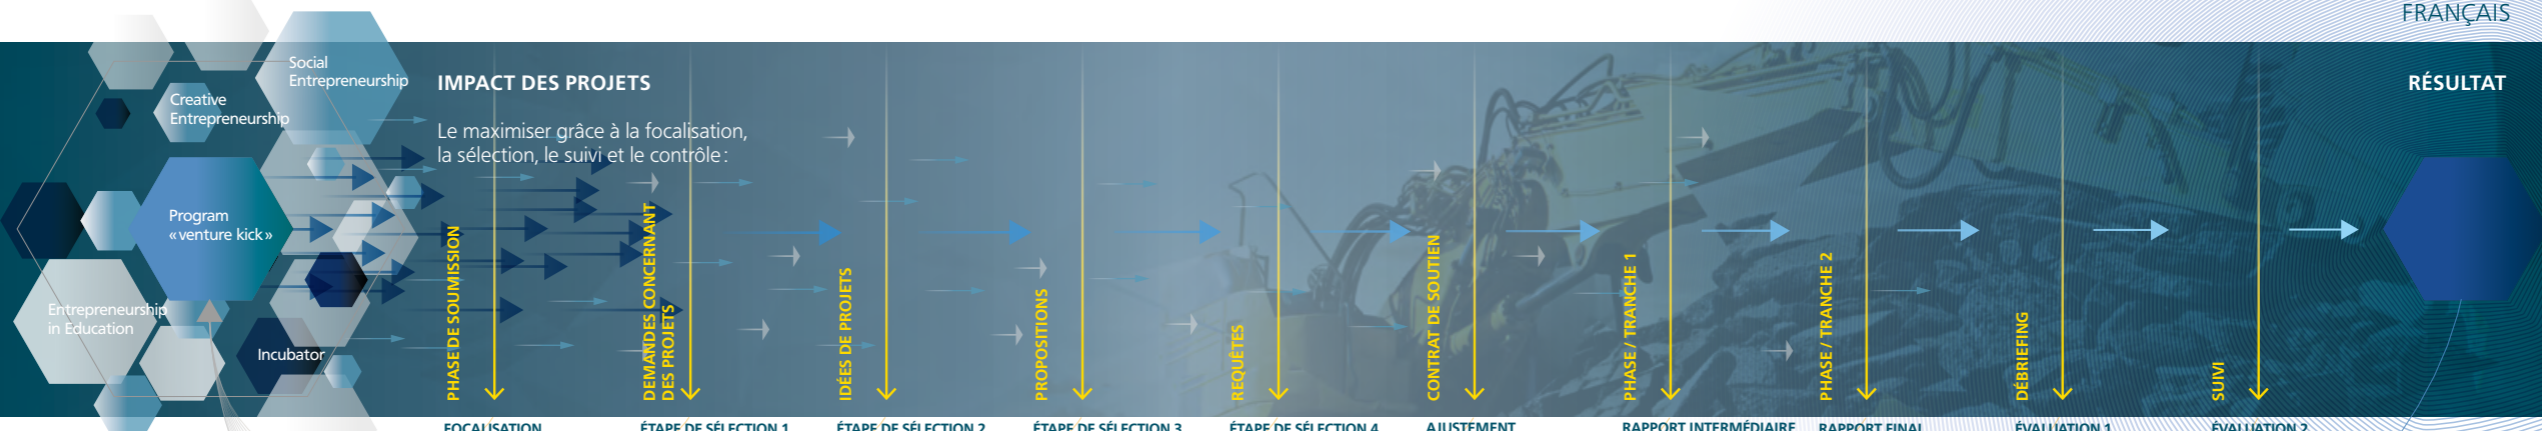 FRANÇAIS
Social
Entrepreneurship
Creative
Entrepreneurship
Program
«venture kick»
Entrepreneurship
in Education
Incubator
IMPACT DES PROJETS
Le maximiser grâce à la focalisation,
la sélection, le suivi et le contrôle :
RÉSULTAT
PHASE DE SOUMISSION
DEMANDES CONCERNANT
DES PROJETS
IDÉES DE PROJETS
PROPOSITIONS
REQUÊTES
CONTRAT DE SOUTIEN
PHASE / TRANCHE 1
PHASE / TRANCHE 2
DÉBRIEFING
SUIVI
FOCALISATION
ÉTAPE DE SÉLECTION 1
ÉTAPE DE SÉLECTION 2
ÉTAPE DE SÉLECTION 3
ÉTAPE DE SÉLECTION 4
AJUSTEMENT
RAPPORT INTERMÉDIAIRE
RAPPORT FINAL
ÉVALUATION 1
ÉVALUATION 2